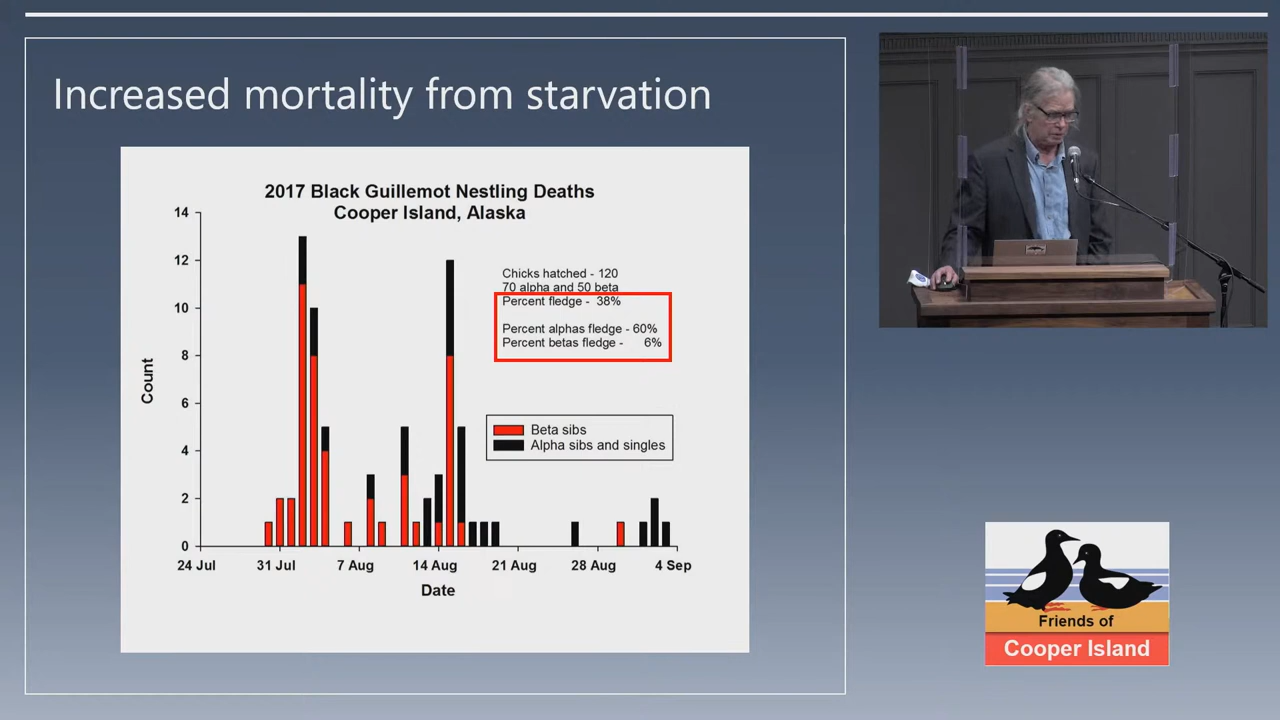 Increased mortality from starvation
2017 Black Guillemot Nestling Deaths
Cooper Island, Alaska
14
12
10
8
6
4
2
0
Count
Chicks hatched - 120
70 alpha and 50 beta
Percent fledge - 38%
Percent alphas fledge - 60%
Percent betas fledge - 6%
Beta sibs
Alpha sibs and singles
24 Jul
31 Jul
7 Aug
14 Aug
21 Aug
28 Aug
4 Sep
Date
Friends of
Cooper Island